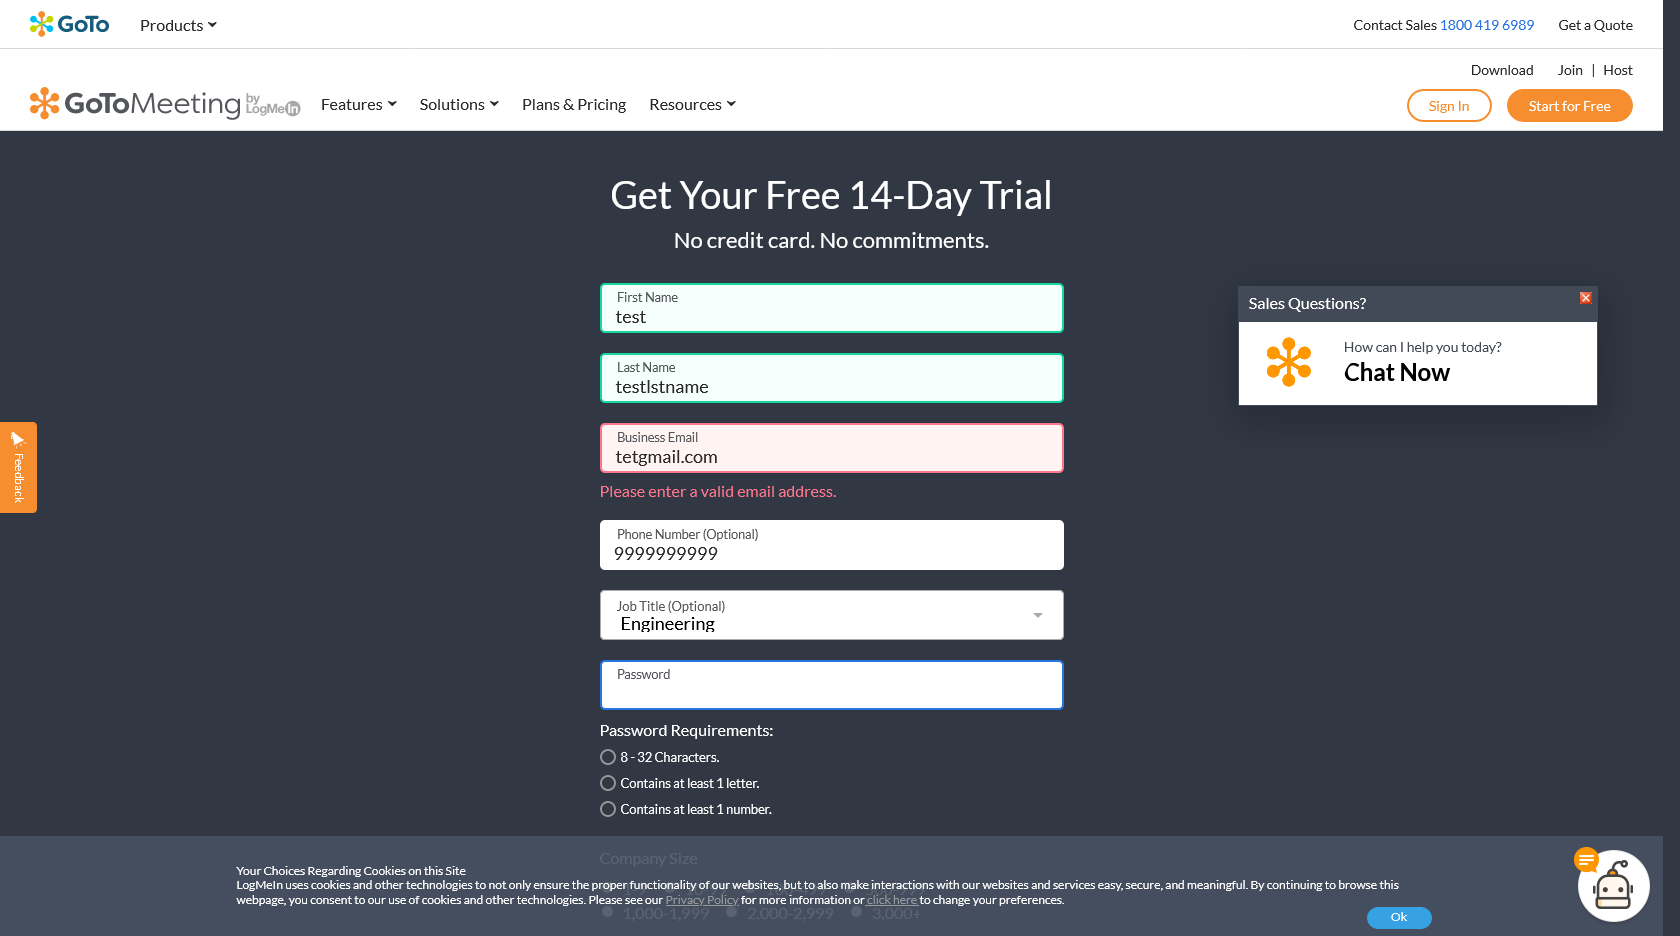 GoTo
Products
Contact Sales 1800 419 6989
Get a Quote
Download
Join | Host
GoToMeeting by LogMeIn
Features
Solutions
Plans & Pricing
Resources
Sign In
Start for Free
Get Your Free 14-Day Trial
No credit card. No commitments.
First Name
test
Last Name
testlstname
Business Email
tetgmail.com
Please enter a valid email address.
Phone Number (Optional)
9999999999
Job Title (Optional)
Engineering
Password
Password Requirements:
8 - 32 Characters.
Contains at least 1 letter.
Contains at least 1 number.
Sales Questions?
How can I help you today?
Chat Now
Feedback
Company Size
Your Choices Regarding Cookies on this Site
LogMeIn uses cookies and other technologies to not only ensure the proper functionality of our websites, but to also make interactions with our websites and services easy, secure, and meaningful. By continuing to browse this
webpage, you consent to our use of cookies and other technologies. Please see our Privacy Policy for more information or click here to change your preferences.
1,000-1,999
2,000-2,999
3,000+
Ok